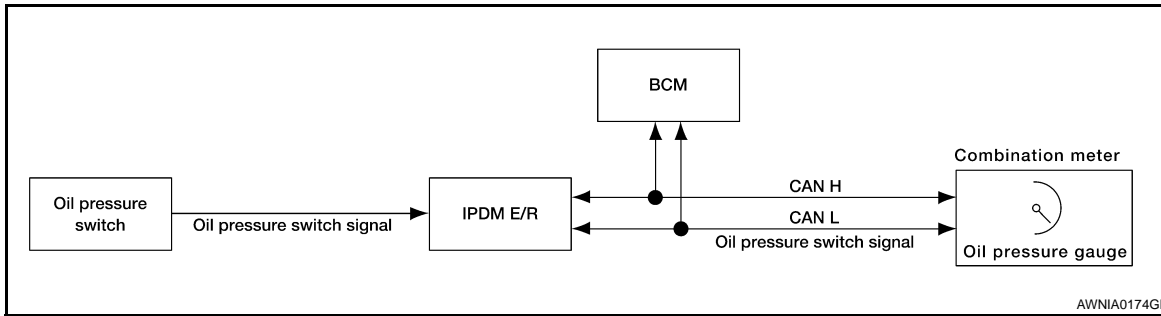 BCM
Combination meter
Oil pressure
switch
Oil pressure switch signal
IPDM E/R
CAN H
CAN L
Oil pressure switch signal
Oil pressure gauge